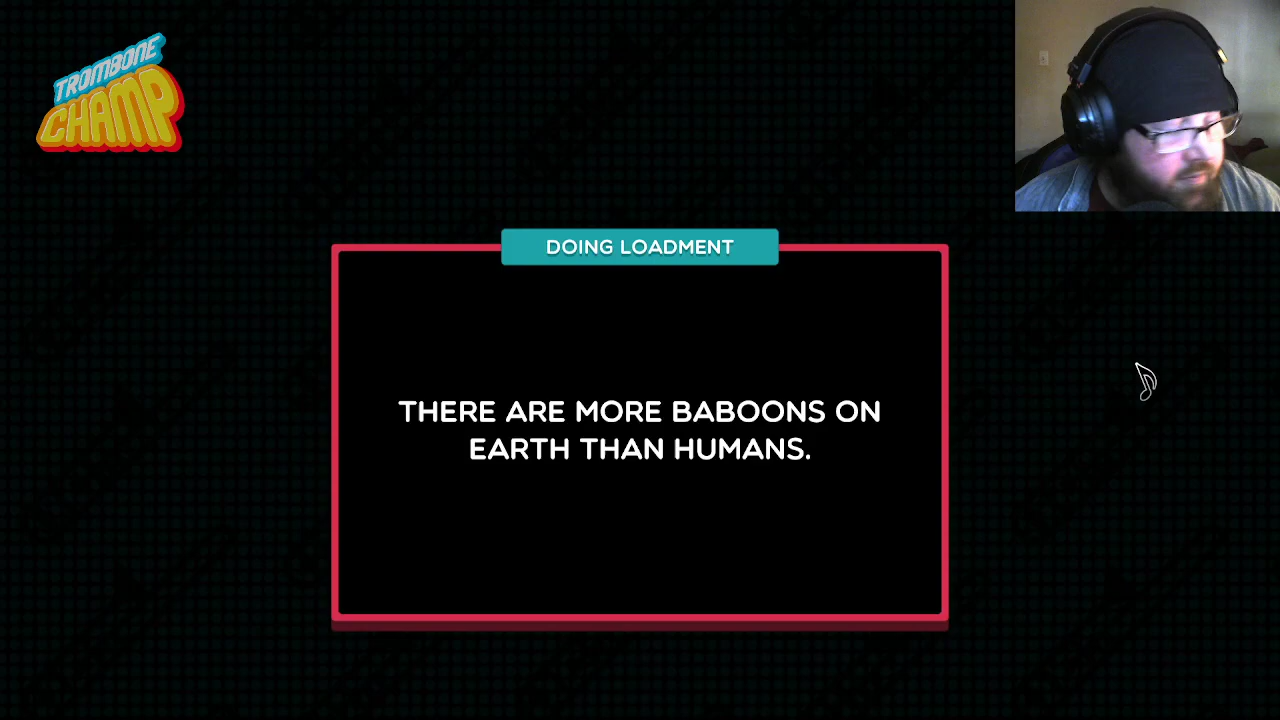 TROMBONE
CHAMP
DOING LOADMENT
THERE ARE MORE BABOONS ON
EARTH THAN HUMANS.